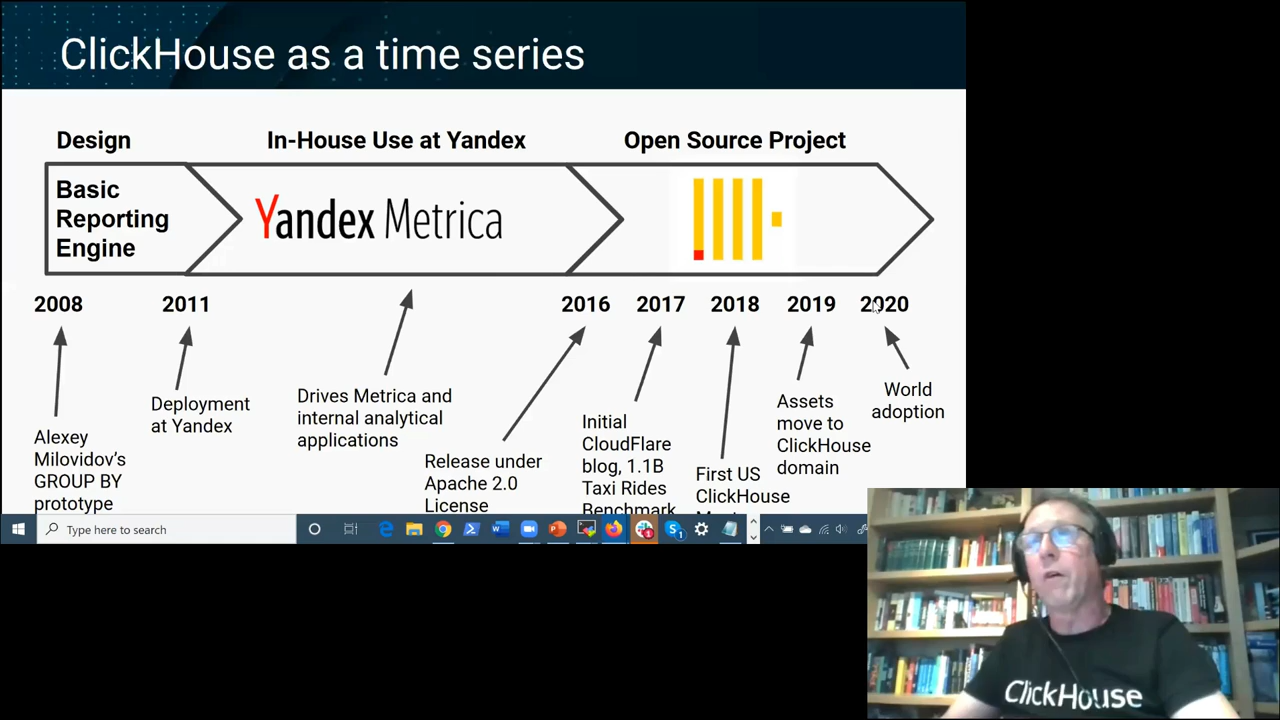 ClickHouse as a time series
Design
In-House Use at Yandex
Open Source Project
Basic
Reporting
Engine
Yandex Metrica
2008
2011
2016
2017
2018
2019
2020
Alexey
Milovidov’s
GROUP BY
prototype
Deployment
at Yandex
Drives Metrica and
internal analytical
applications
Release under
Apache 2.0
License
Initial
CloudFlare
blog, 1.1B
Taxi Rides
Benchmark
First US
ClickHouse
Assets
move to
ClickHouse
domain
World
adoption
Type here to search
ClickHouse